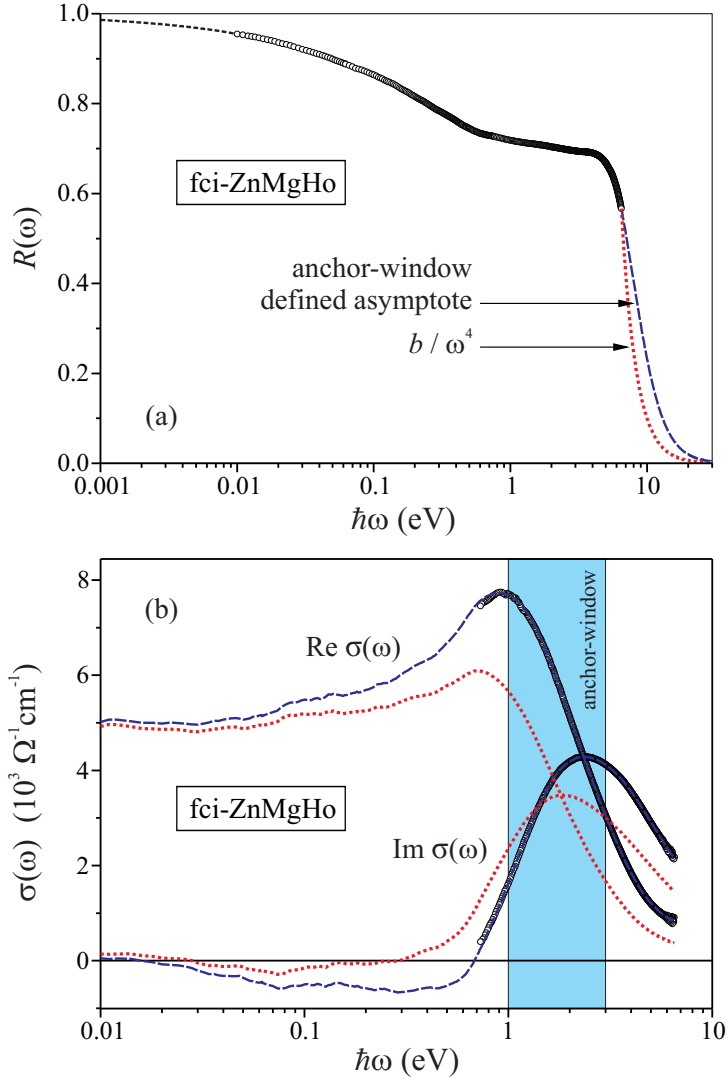 1.0
0.8
0.6
0.4
0.2
0.0
R(ω)
fci-ZnMgHo
anchor-window
defined asymptote
b / ω⁴
(a)
0.001
0.01
0.1
1
10
ħω (eV)
8
6
4
2
0
σ(ω) (10³ Ω⁻¹cm⁻¹)
(b)
Re σ(ω)
anchor-window
fci-ZnMgHo
Im σ(ω)
0.01
0.1
1
10
ħω (eV)